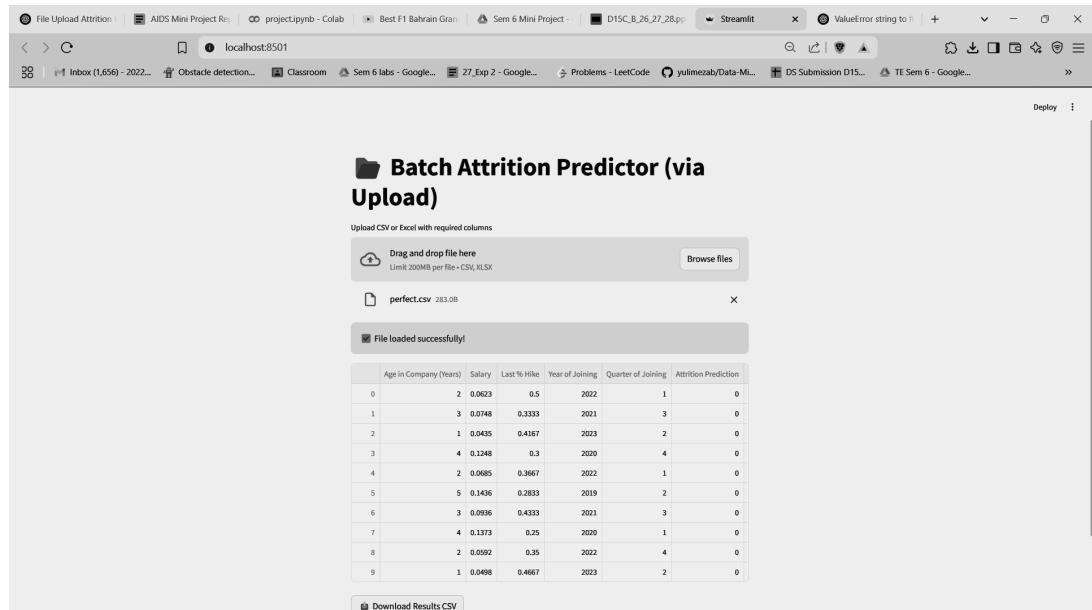 File Upload Attrition
AIDS Mini Project Re
project.ipynb - Colab
Best F1 Bahrain Gran
Sem 6 Mini Project -
D15C_B_26_27_28.pp
Streamlit
ValueError string to f
localhost:8501
Inbox (1,656) - 2022...
Obstacle detection...
Classroom
Sem 6 labs - Google...
27_Exp 2 - Google...
Problems - LeetCode
yulimezab/Data-Mi...
DS Submission D15...
TE Sem 6 - Google...
Deploy
Batch Attrition Predictor (via
Upload)
Upload CSV or Excel with required columns
Drag and drop file here
Limit 200MB per file • CSV, XLSX
Browse files
perfect.csv 283.0B
File loaded successfully!
Age in Company (Years) Salary Last % Hike Year of Joining Quarter of Joining Attrition Prediction
0 2 0.0623 0.5 2022 1 0
1 3 0.0748 0.3333 2021 3 0
2 1 0.0435 0.4167 2023 2 0
3 4 0.1248 0.3 2020 4 0
4 2 0.0685 0.3667 2022 1 0
5 5 0.1436 0.2833 2019 2 0
6 3 0.0936 0.4333 2021 3 0
7 4 0.1373 0.25 2020 1 0
8 2 0.0592 0.35 2022 4 0
9 1 0.0498 0.4667 2023 2 0
Download Results CSV